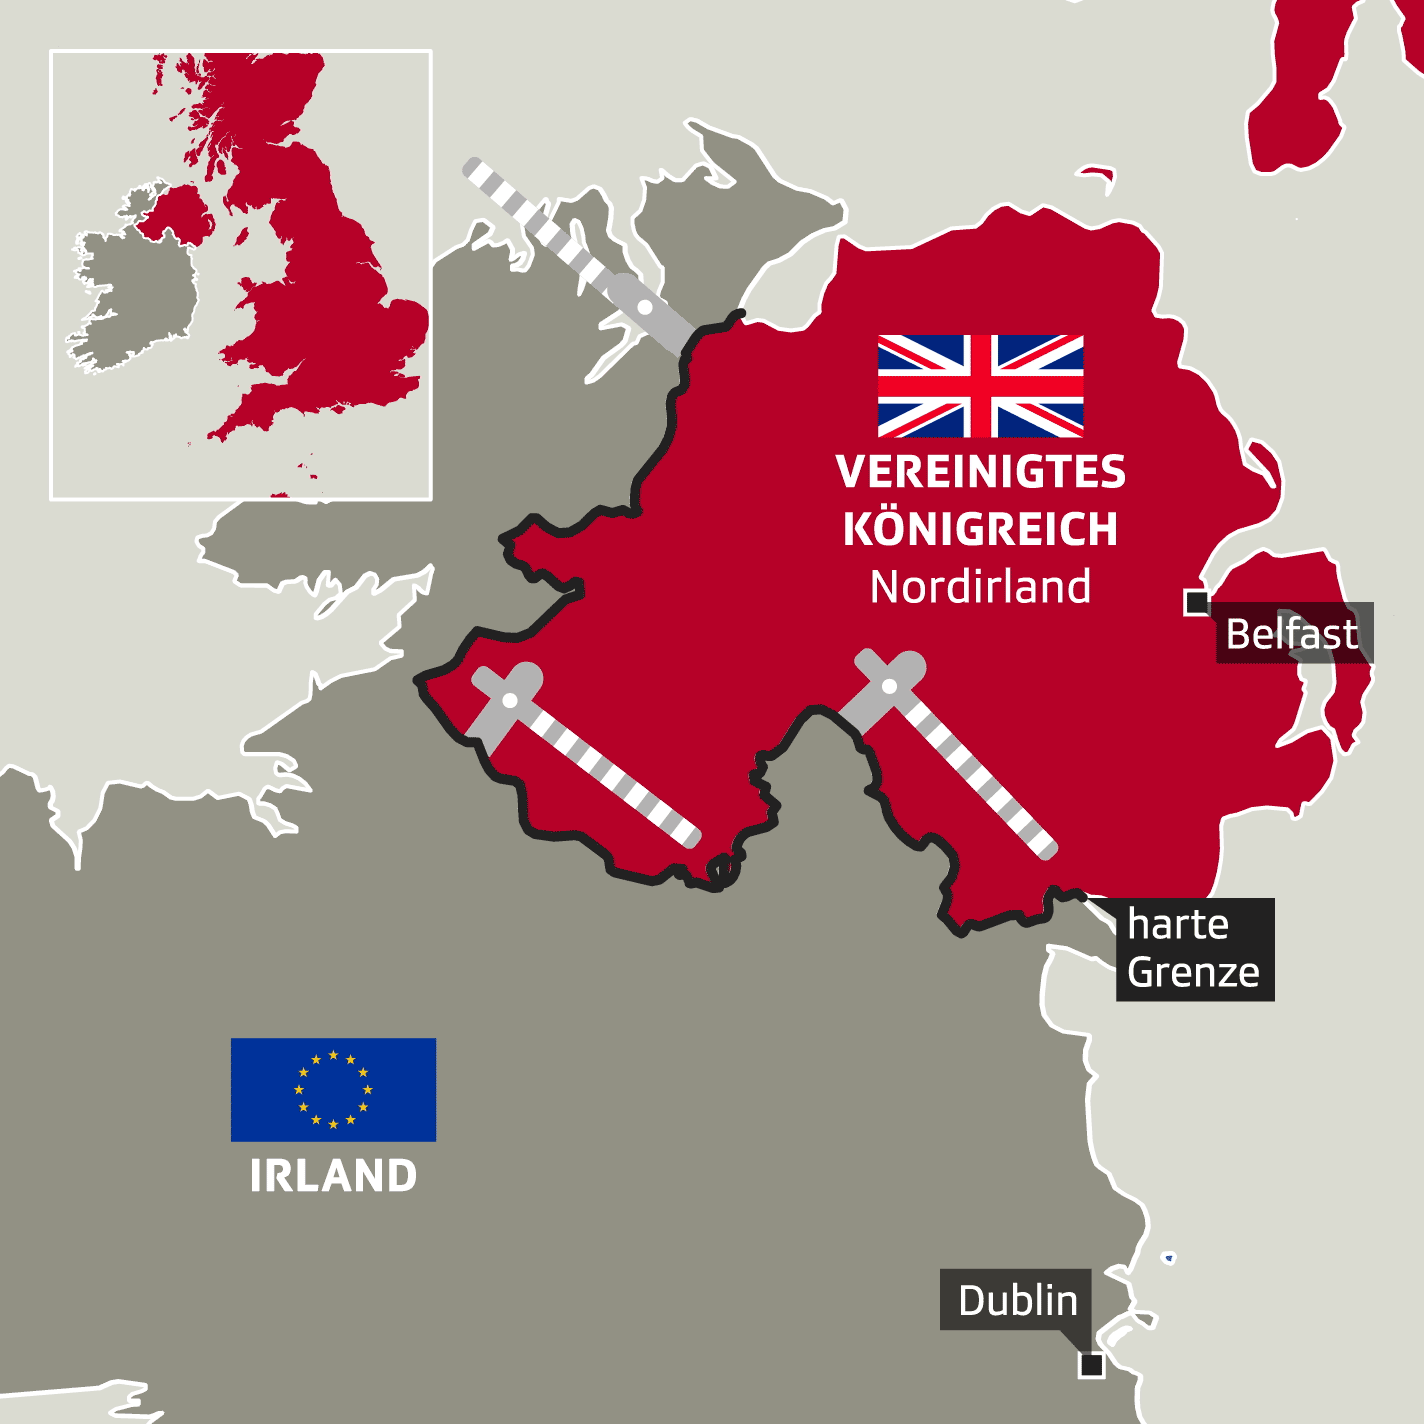 VEREINIGTES
KÖNIGREICH
Nordirland
Belfast
harte
Grenze
IRLAND
Dublin